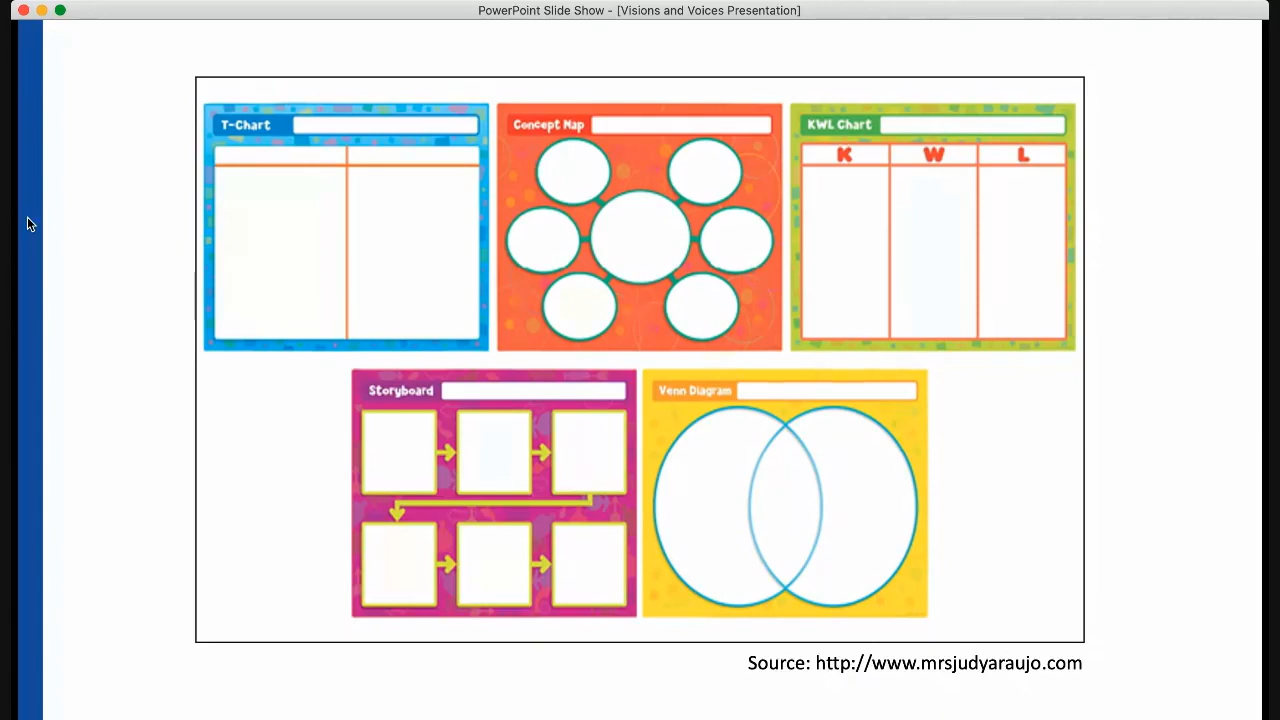 PowerPoint Slide Show - [Visions and Voices Presentation]
T-Chart
Concept Map
KWL Chart
K W L
Storyboard
Venn Diagram
Source: http://www.mrsjudyaraujo.com